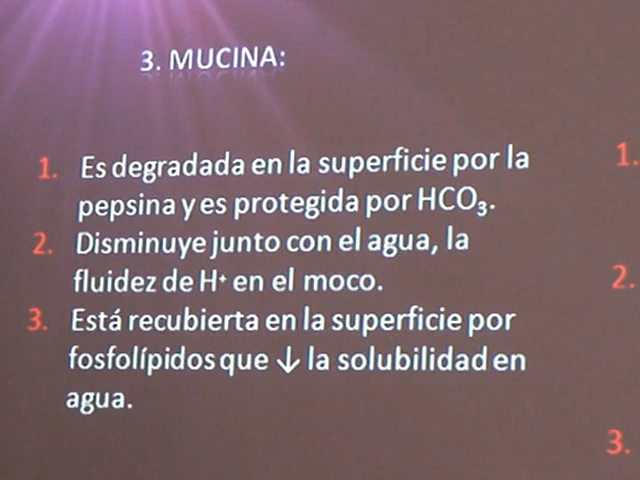 3. MUCINA:
1. Es degradada en la superficie por la
pepsina y es protegida por HCO₃.
2. Disminuye junto con el agua, la
fluidez de H⁺ en el moco.
3. Está recubierta en la superficie por
fosfolípidos que ↓ la solubilidad en
agua.
1.
2.
3.